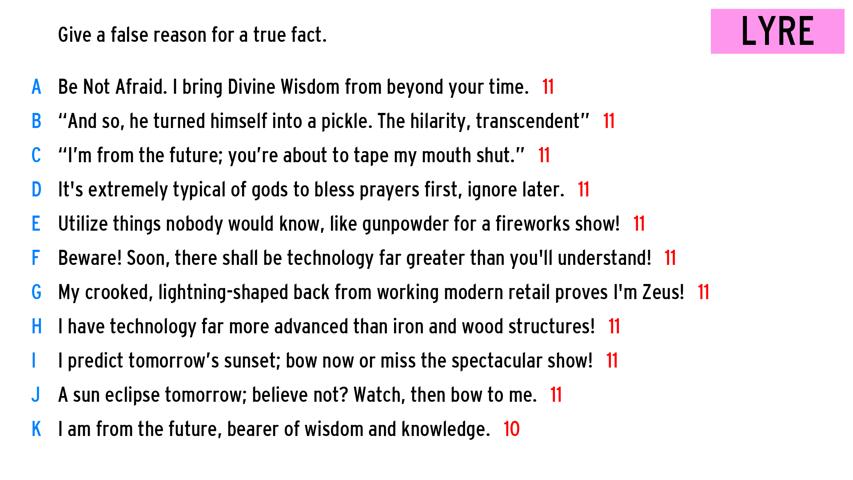 Give a false reason for a true fact.
LYRE
A Be Not Afraid. I bring Divine Wisdom from beyond your time. 11
B “And so, he turned himself into a pickle. The hilarity, transcendent” 11
C “I’m from the future; you’re about to tape my mouth shut.” 11
D It's extremely typical of gods to bless prayers first, ignore later. 11
E Utilize things nobody would know, like gunpowder for a fireworks show! 11
F Beware! Soon, there shall be technology far greater than you'll understand! 11
G My crooked, lightning-shaped back from working modern retail proves I'm Zeus! 11
H I have technology far more advanced than iron and wood structures! 11
I I predict tomorrow’s sunset; bow now or miss the spectacular show! 11
J A sun eclipse tomorrow; believe not? Watch, then bow to me. 11
K I am from the future, bearer of wisdom and knowledge. 10